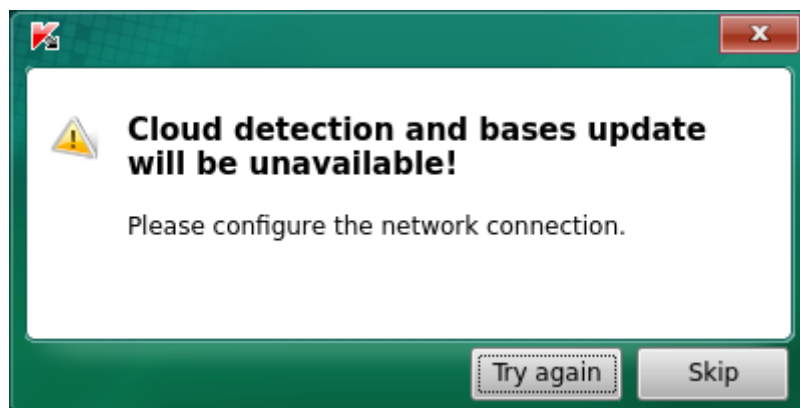 Cloud detection and bases update
will be unavailable!
Please configure the network connection.
Try again
Skip